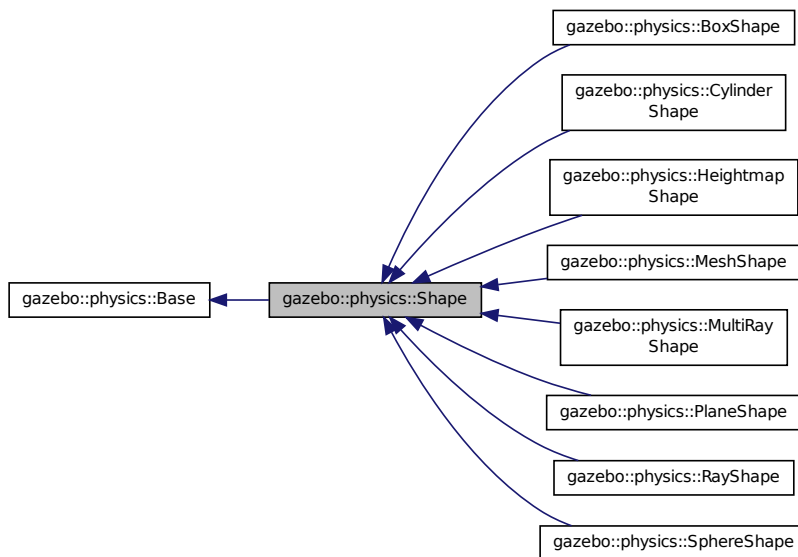 gazebo::physics::BoxShape
gazebo::physics::Cylinder
Shape
gazebo::physics::Heightmap
Shape
gazebo::physics::MeshShape
gazebo::physics::Base
gazebo::physics::Shape
gazebo::physics::MultiRay
Shape
gazebo::physics::PlaneShape
gazebo::physics::RayShape
gazebo::physics::SphereShape